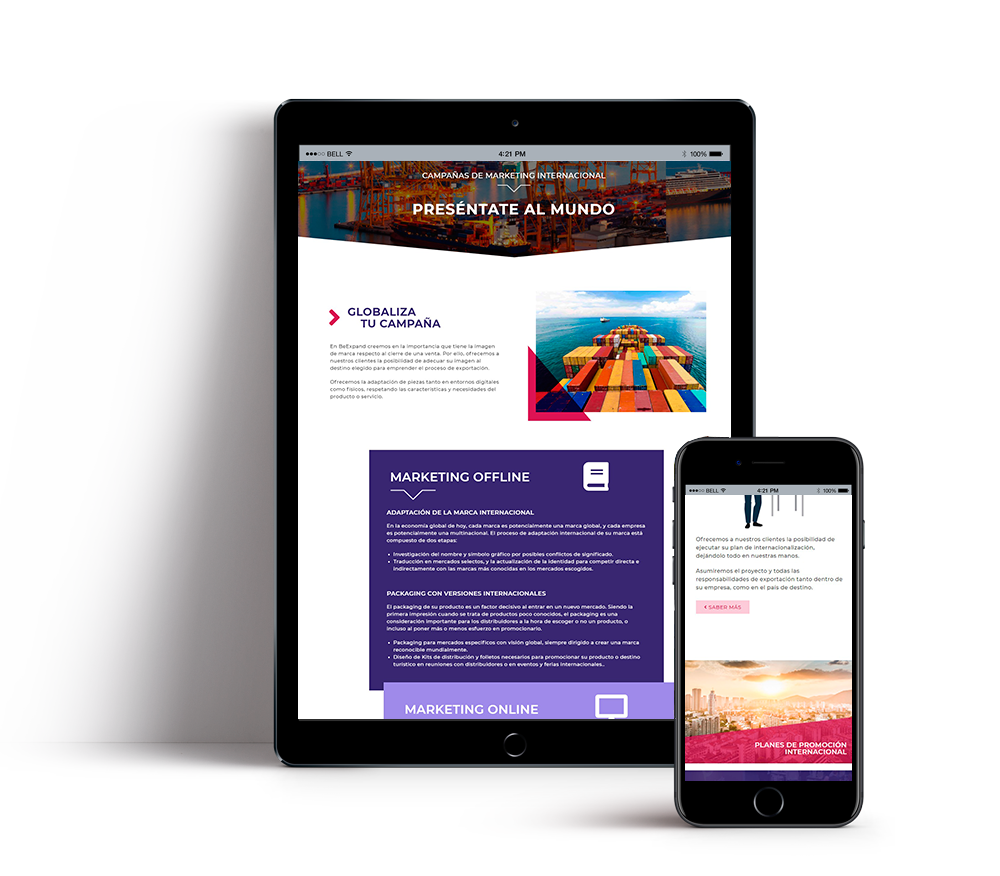 BELL
4:21 PM
100%
CAMPAÑAS DE MARKETING INTERNACIONAL
PRESÉNTATE AL MUNDO
GLOBALIZA
TU CAMPAÑA
En BeExpand creemos en la importancia que tiene la imagen
de marca respecto al cierre de una venta. Por ello, ofrecemos a
nuestros clientes la posibilidad de adecuar su imagen al
destino elegido para emprender el proceso de exportación.
Ofrecemos la adaptación de piezas tanto en entornos digitales
como físicos, respetando las características y necesidades del
producto o servicio.
MARKETING OFFLINE
ADAPTACIÓN DE LA MARCA INTERNACIONAL
En la economía global de hoy, cada marca es potencialmente una marca global, y cada empresa
es potencialmente una multinacional. El proceso de adaptación internacional de su marca está
compuesto de dos etapas:
• Investigación del nombre y símbolo gráfico por posibles conflictos de significado.
• Traducción en mercados selectos, y la actualización de la identidad para competir directa e
indirectamente con las marcas más conocidas en los mercados escogidos.
PACKAGING CON VERSIONES INTERNACIONALES
El packaging de su producto es un factor decisivo al entrar en un nuevo mercado. Siendo la
primera impresión cuando se trata de productos poco conocidos, el packaging es una
consideración importante para los distribuidores a la hora de escoger o no un producto, o
incluso al poner más o menos esfuerzo en promocionarlo.
• Packaging para mercados específicos con visión global, siempre dirigido a crear una marca
reconocible mundialmente.
• Diseño de Kits de distribución y folletos necesarios para promocionar su producto o destino
turístico en reuniones con distribuidores o en eventos y ferias internacionales..
MARKETING ONLINE
BELL
4:21 PM
100%
Ofrecemos a nuestros clientes la posibilidad de
ejecutar su plan de internacionalización,
dejándolo todo en nuestras manos.
Asumiremos el proyecto y todas las
responsabilidades de exportación tanto dentro de
su empresa, como en el país de destino.
SABER MÁS
PLANES DE PROMOCIÓN
INTERNACIONAL